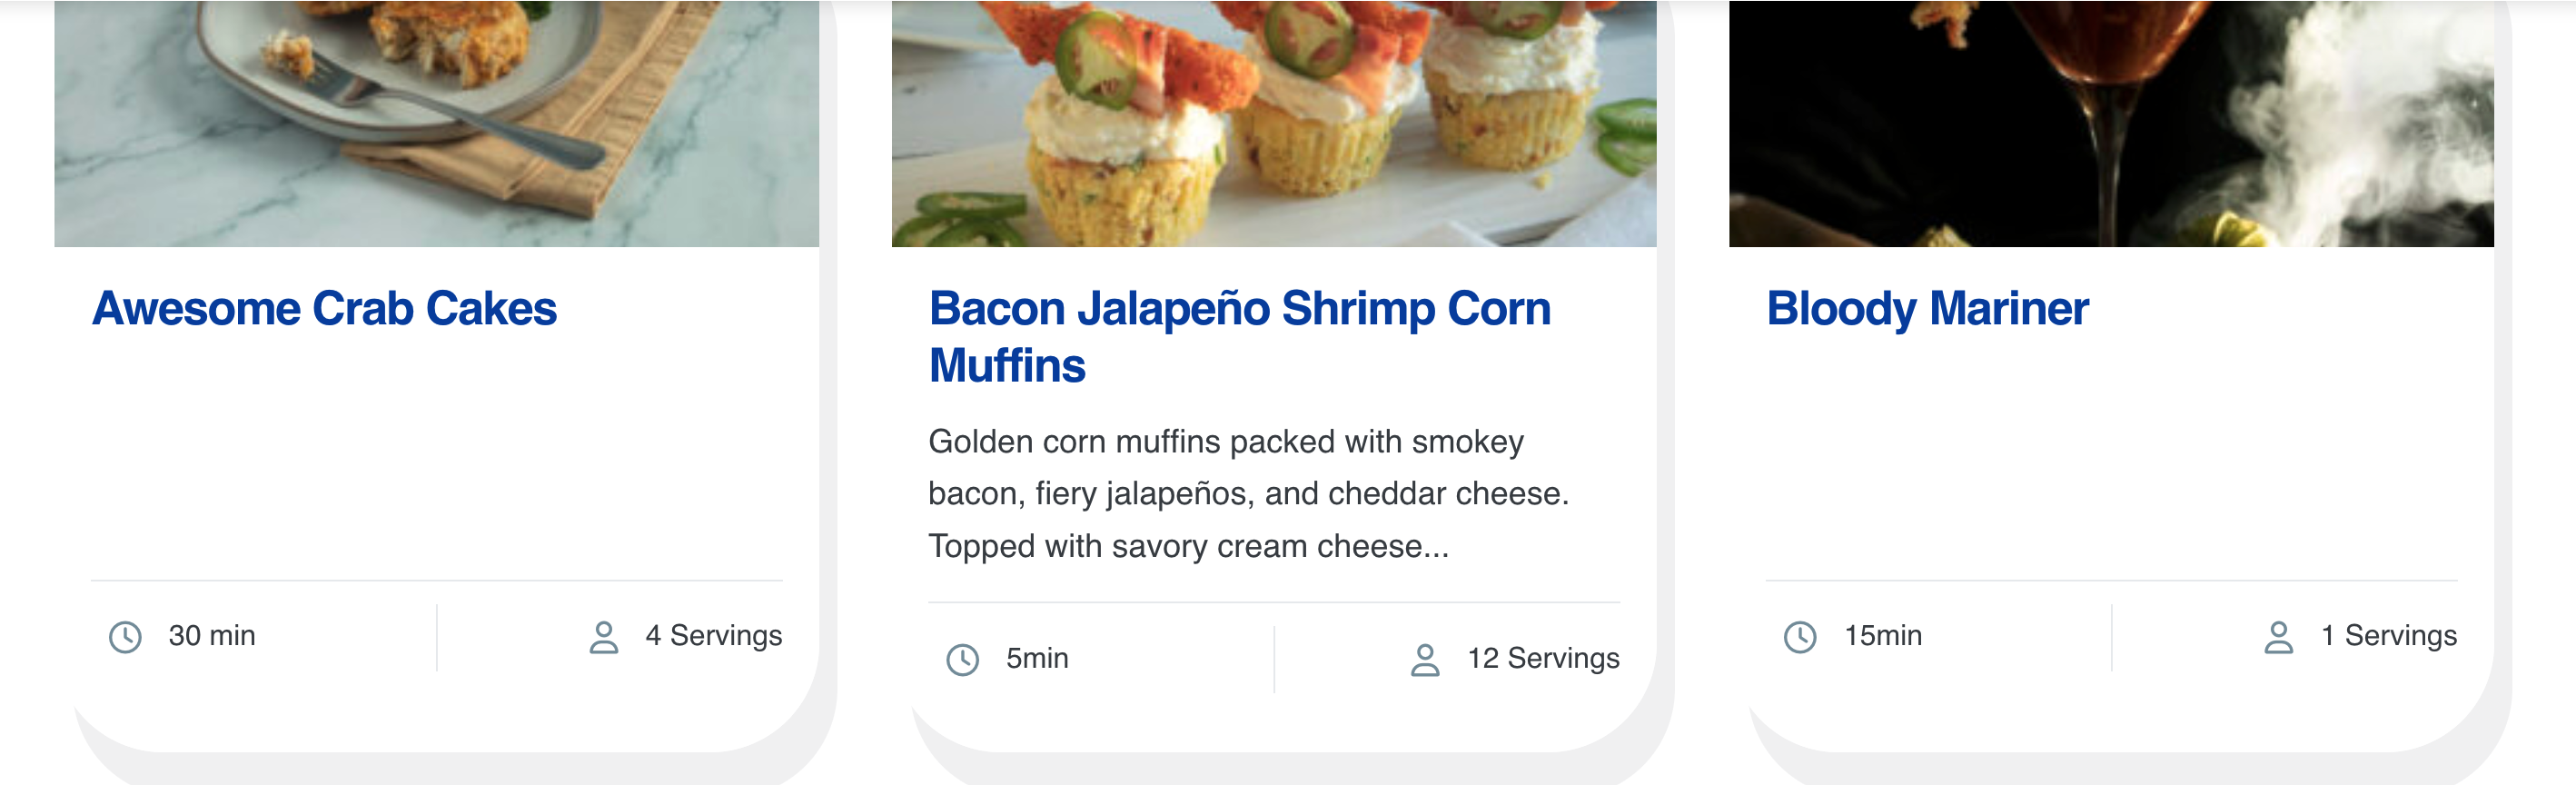 Awesome Crab Cakes
30 min
4 Servings
Bacon Jalapeño Shrimp Corn
Muffins
Golden corn muffins packed with smokey
bacon, fiery jalapeños, and cheddar cheese.
Topped with savory cream cheese...
5min
12 Servings
Bloody Mariner
15min
1 Servings